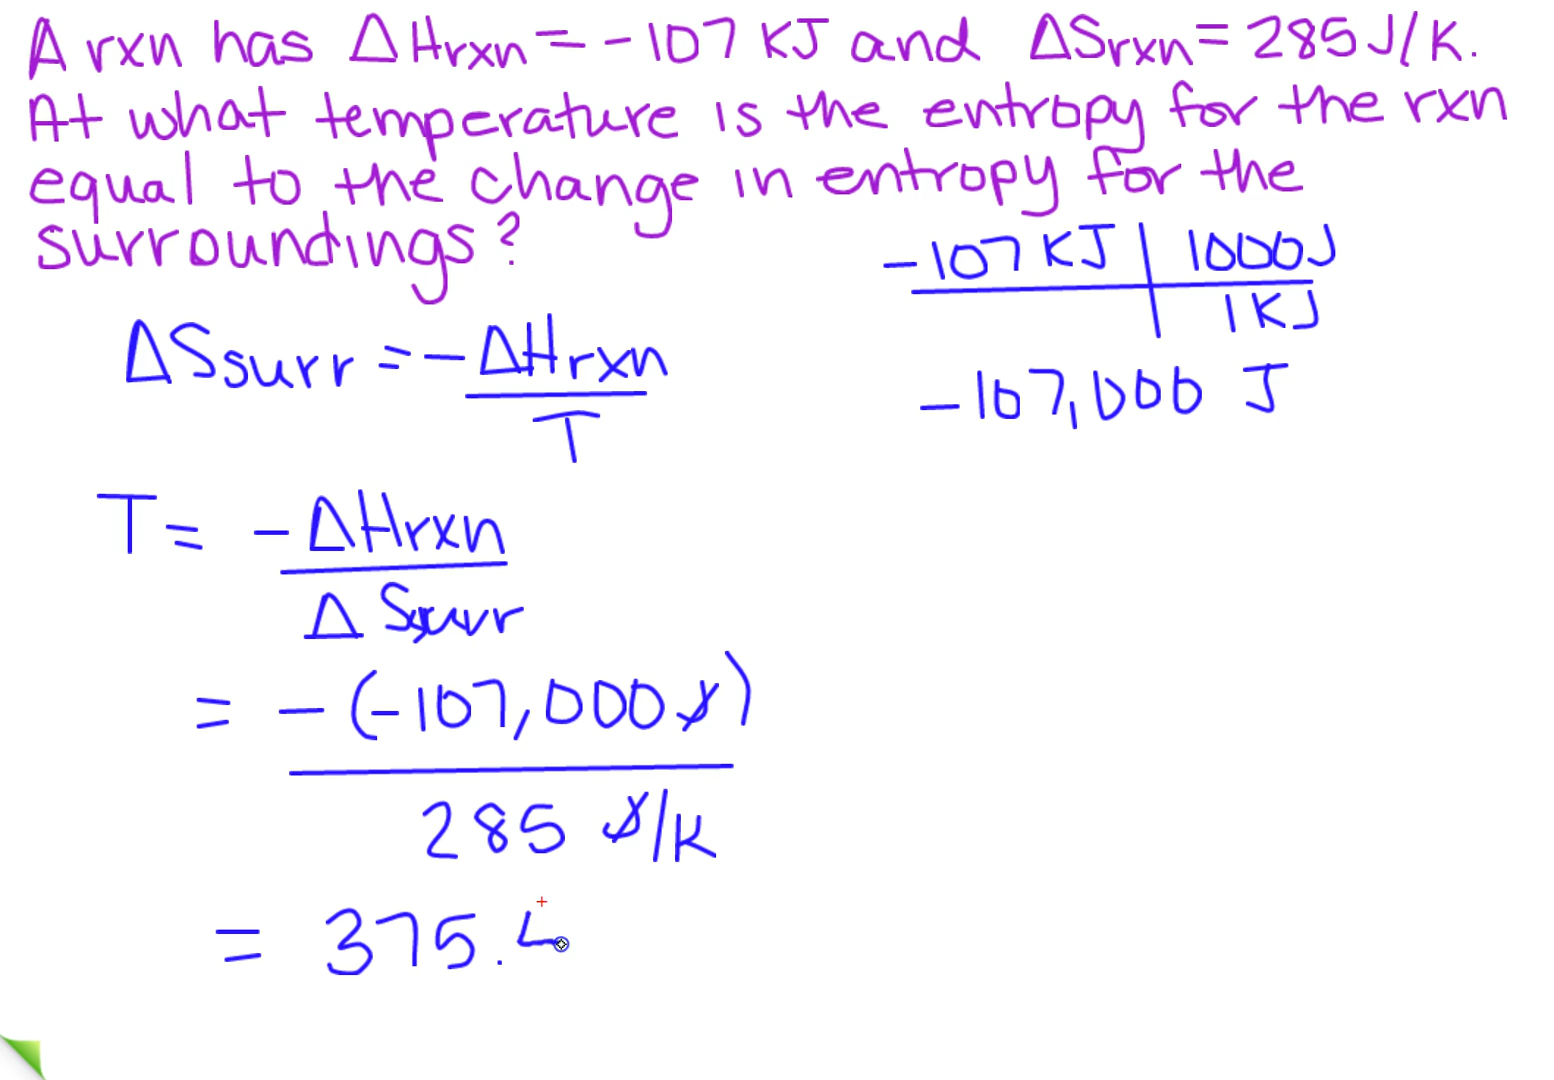 A rxn has ΔHrxn = -107 KJ and ΔSrxn = 285 J/K.
At what temperature is the entropy for the rxn
equal to the change in entropy for the
surroundings?
-107 KJ | 1000J
1 KJ
-107,000 J
ΔSsurr = -ΔHrxn
T
T = -ΔHrxn
ΔSsurr
= -(-107,000 J)
285 J/K
= 375.4